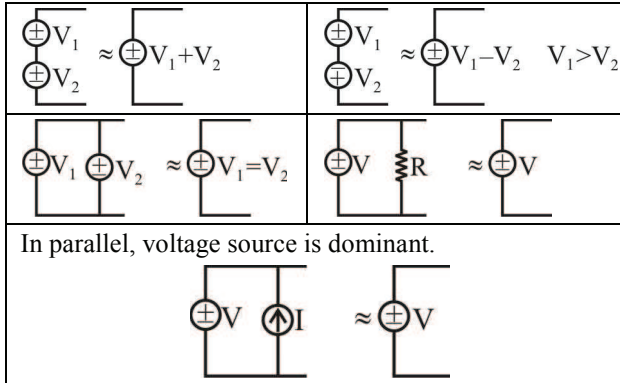 V₁
V₂
≈
V₁+V₂
V₁
V₂
≈
V₁–V₂ V₁>V₂
V₁
V₂
≈
V₁=V₂
V
R
≈
V
In parallel, voltage source is dominant.
V
I
≈
V